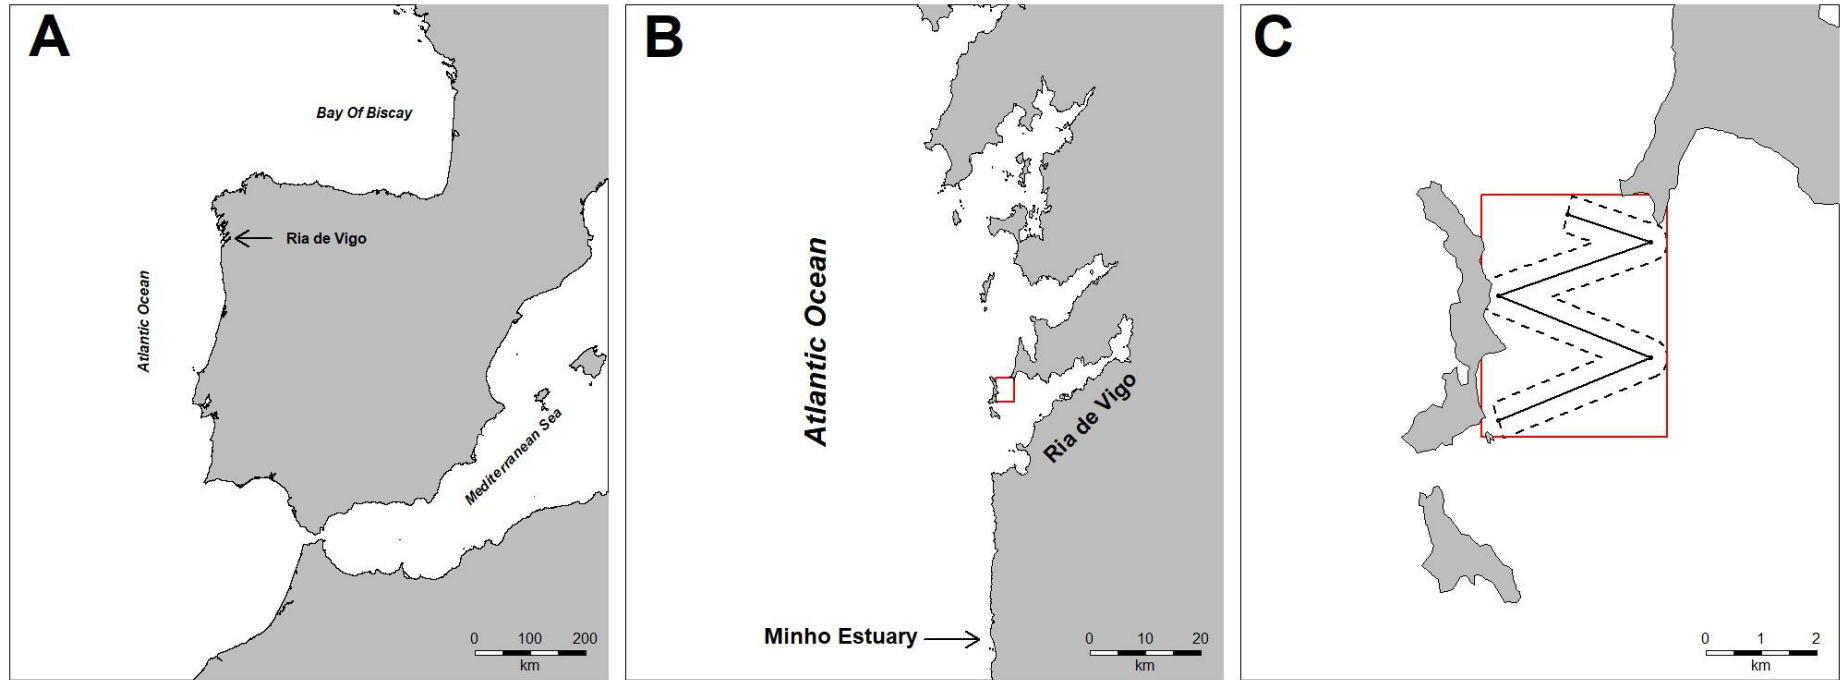 A
Bay Of Biscay
Ria de Vigo
Atlantic Ocean
Mediterranean Sea
0 100 200
km
B
Atlantic Ocean
Ria de Vigo
Minho Estuary
0 10 20
km
C
0 1 2
km